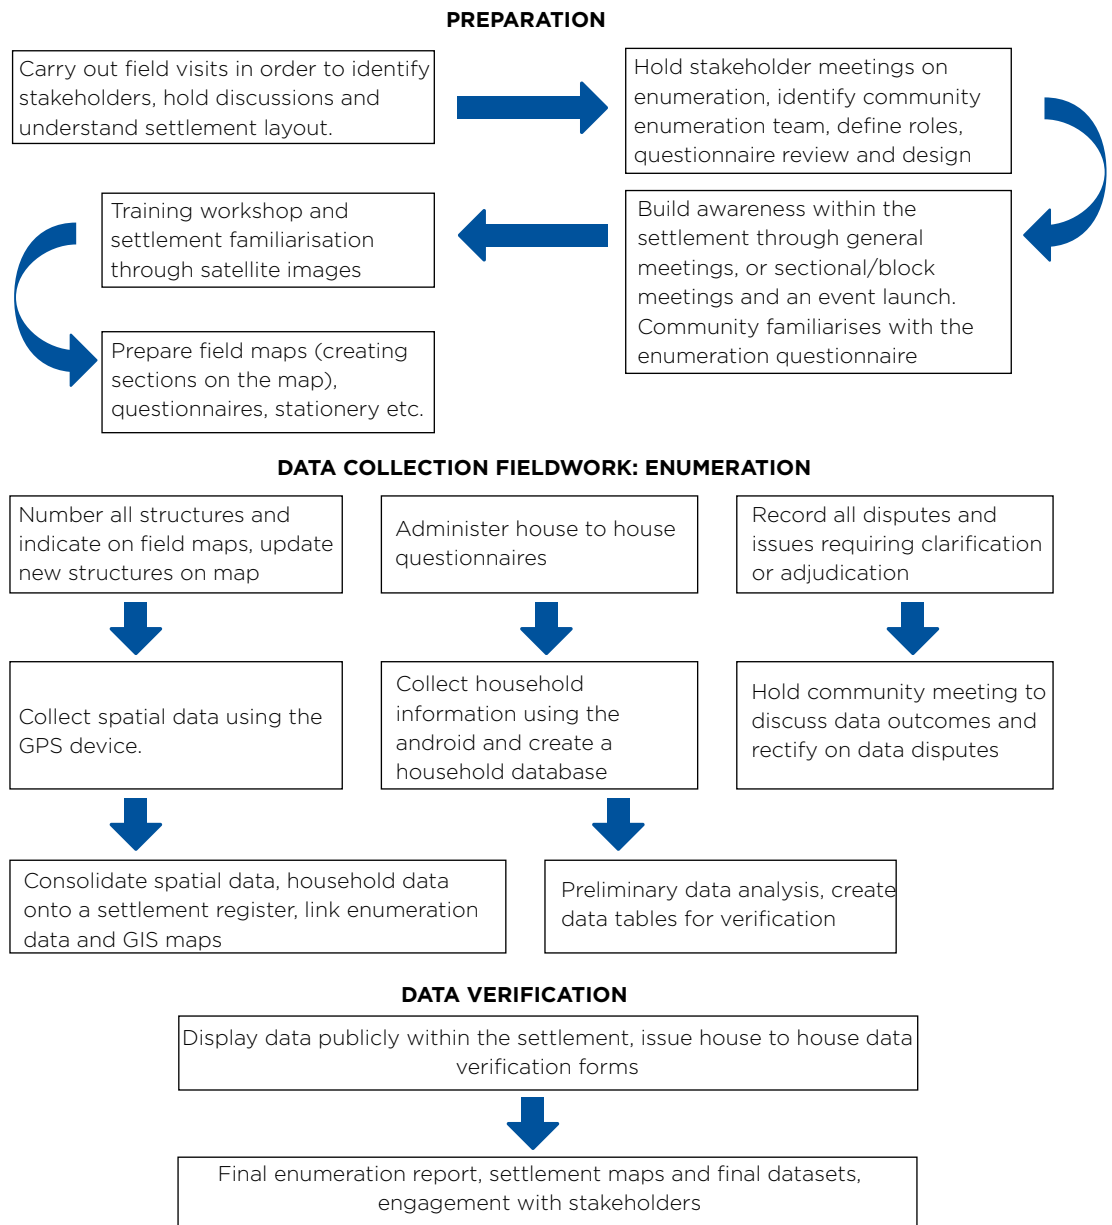 PREPARATION
Carry out field visits in order to identify
stakeholders, hold discussions and
understand settlement layout.
Hold stakeholder meetings on
enumeration, identify community
enumeration team, define roles,
questionnaire review and design
Build awareness within the
settlement through general
meetings, or sectional/block
meetings and an event launch.
Community familiarises with the
enumeration questionnaire
Training workshop and
settlement familiarisation
through satellite images
Prepare field maps (creating
sections on the map),
questionnaires, stationery etc.
DATA COLLECTION FIELDWORK: ENUMERATION
Number all structures and
indicate on field maps, update
new structures on map
Administer house to house
questionnaires
Record all disputes and
issues requiring clarification
or adjudication
Collect spatial data using the
GPS device.
Collect household
information using the
android and create a
household database
Hold community meeting to
discuss data outcomes and
rectify on data disputes
Consolidate spatial data, household data
onto a settlement register, link enumeration
data and GIS maps
Preliminary data analysis, create
data tables for verification
DATA VERIFICATION
Display data publicly within the settlement, issue house to house data
verification forms
Final enumeration report, settlement maps and final datasets,
engagement with stakeholders